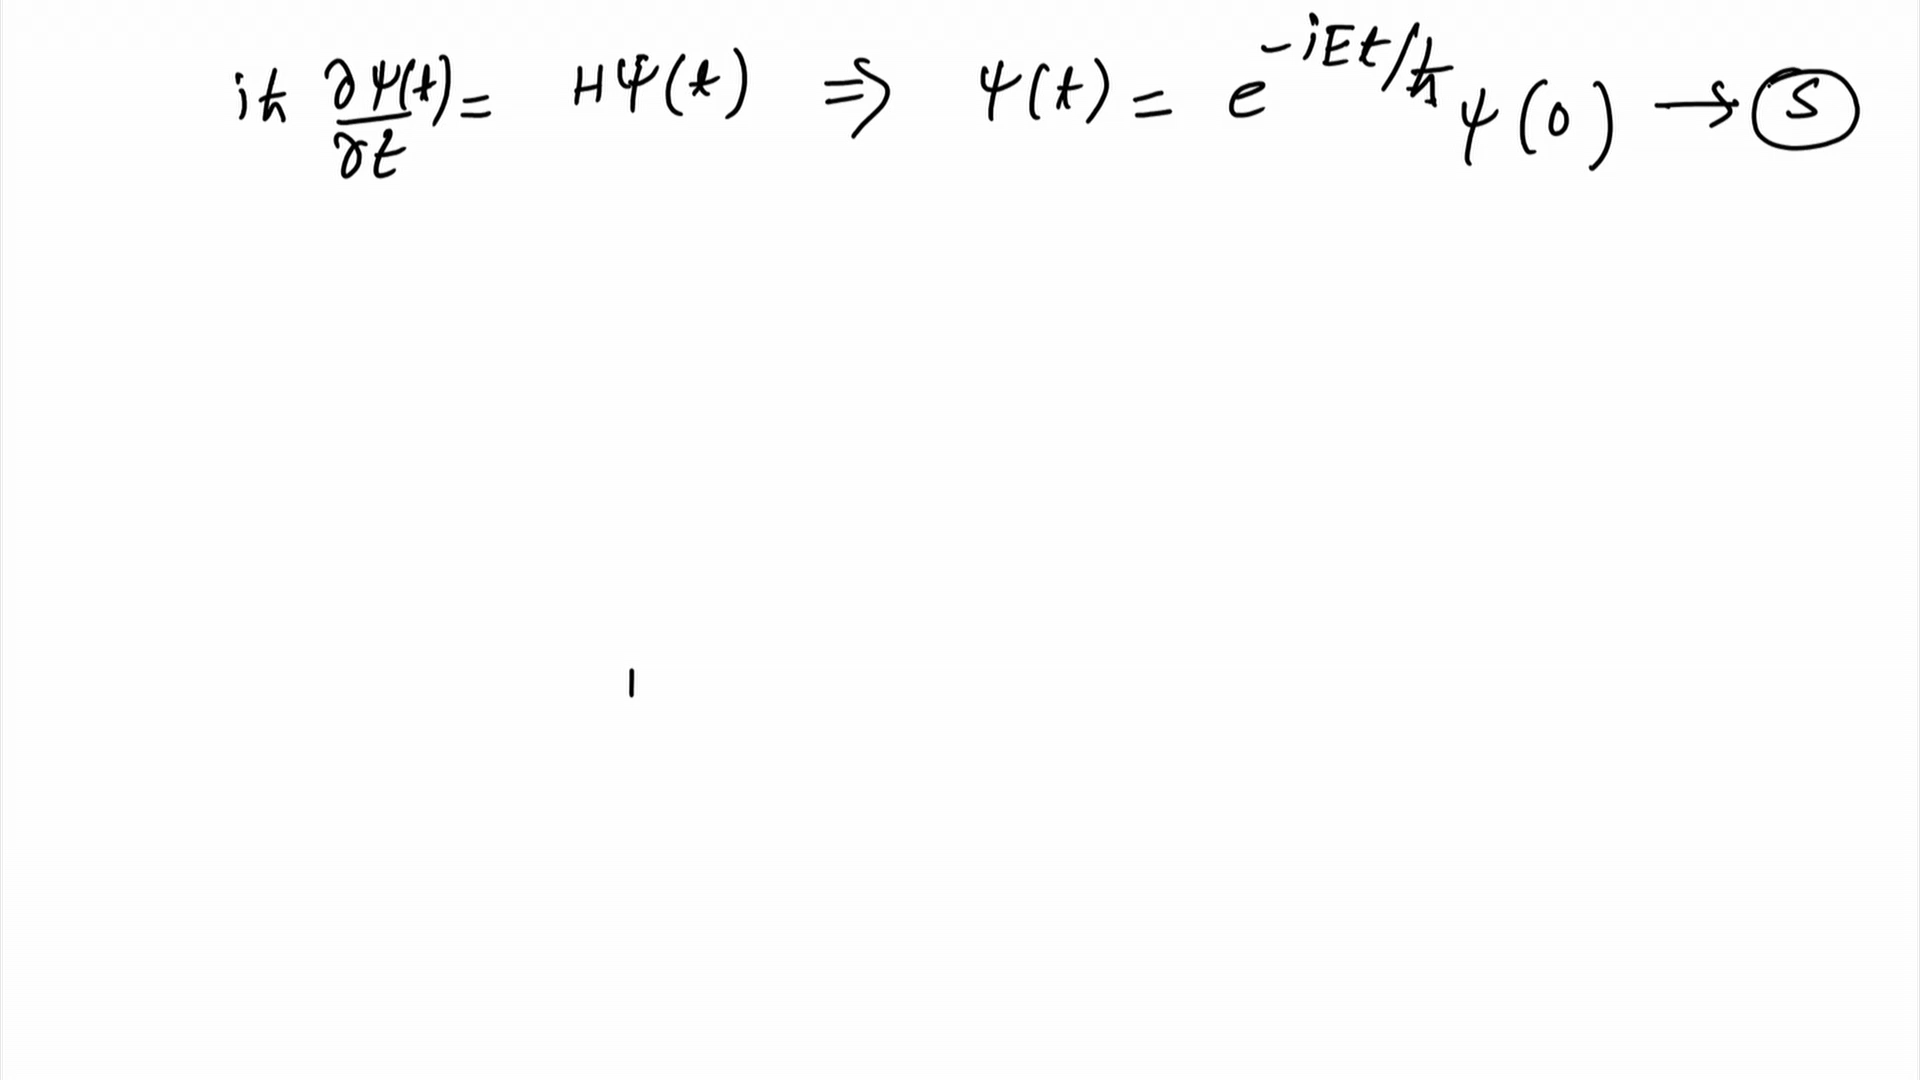 iħ ∂ψ(t)/∂t = Hψ(t) ⇒ ψ(t) = e^{-iEt/ħ} ψ(0) → Ⓢ